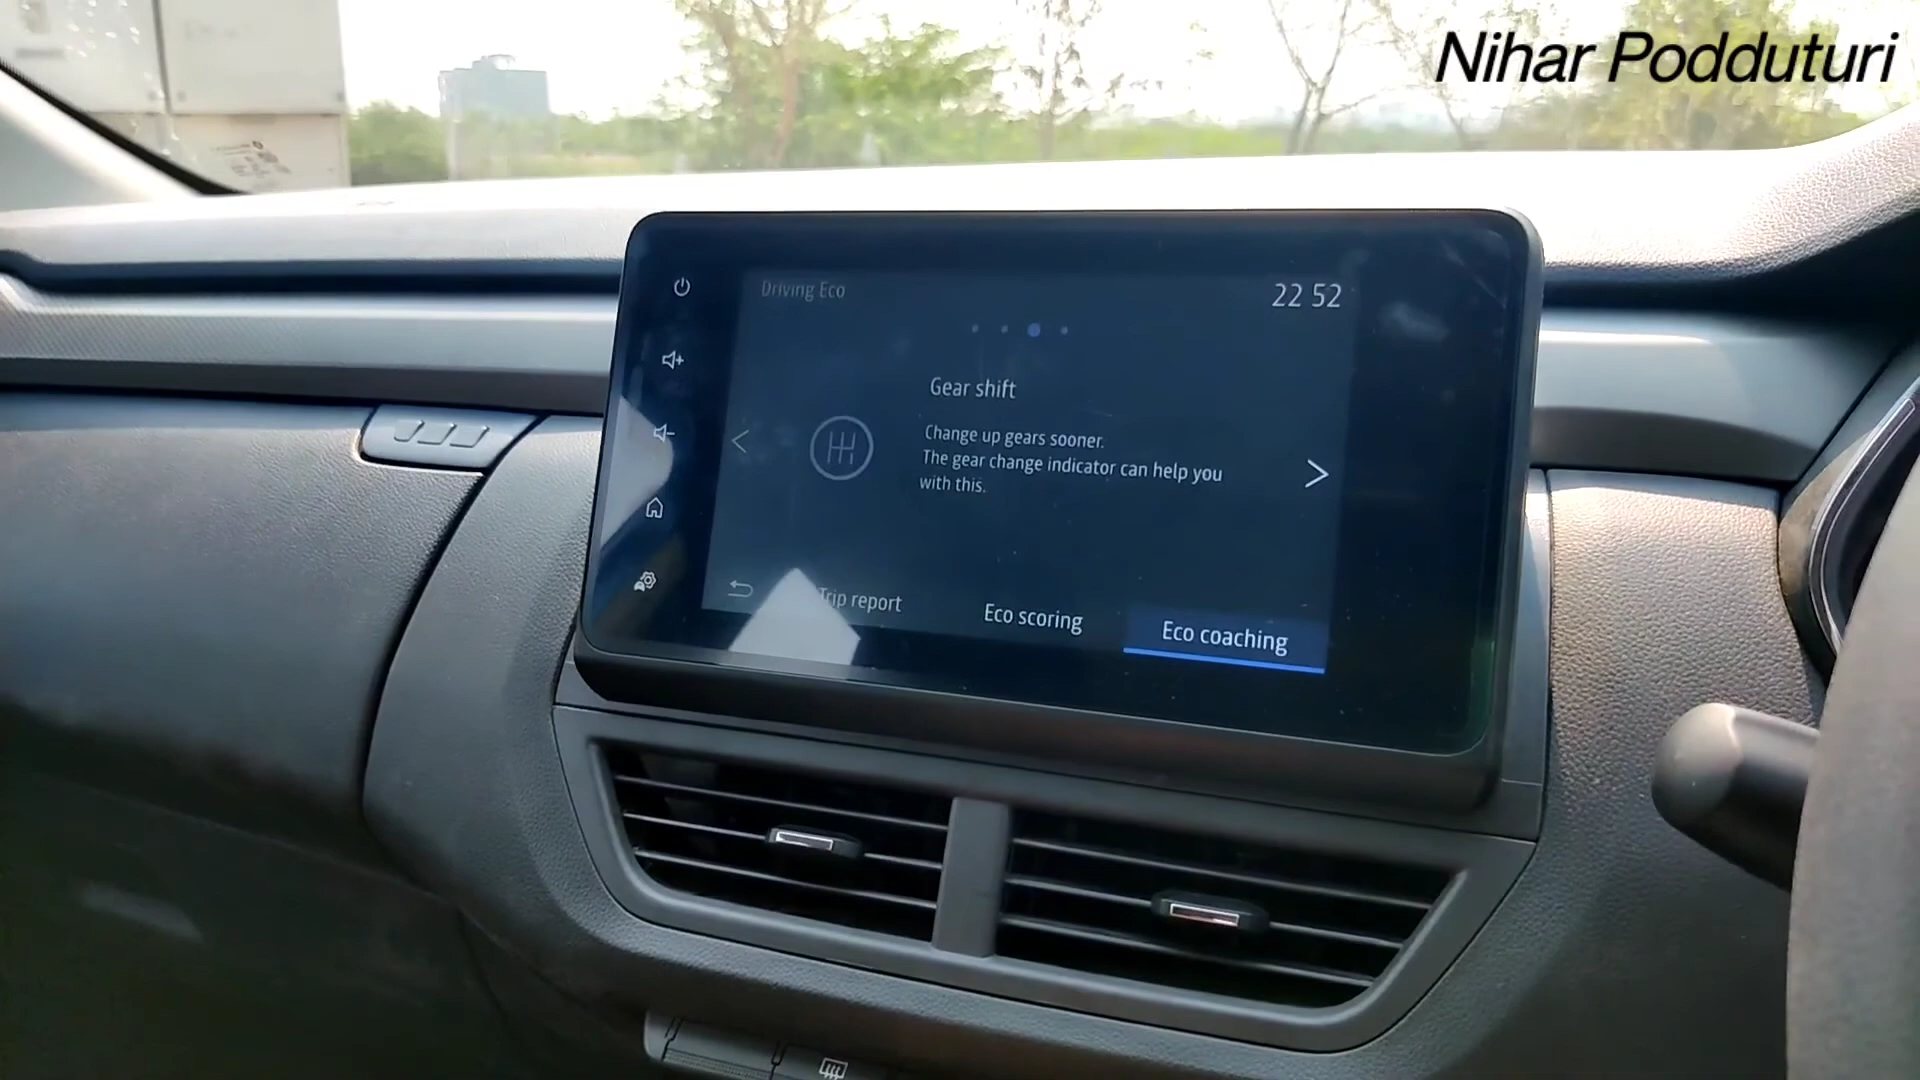 Nihar Podduturi
Driving Eco
22 52
Gear shift
Change up gears sooner.
The gear change indicator can help you
with this.
Trip report
Eco scoring
Eco coaching